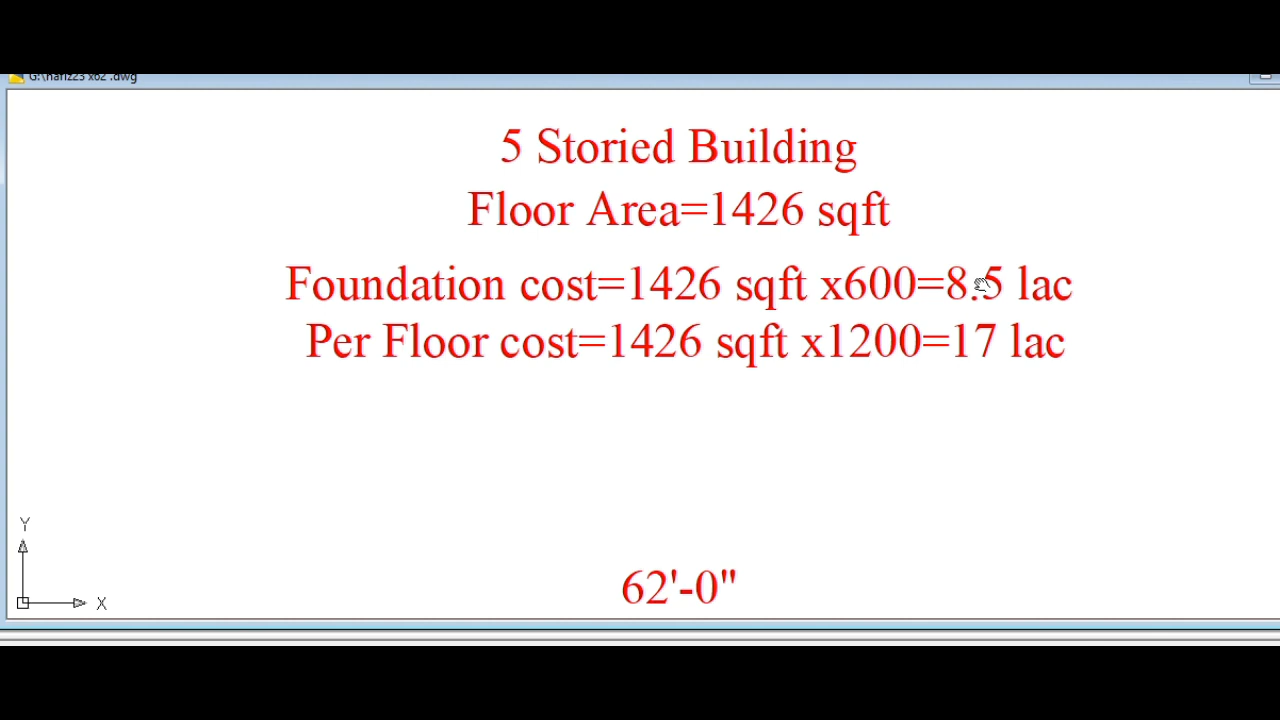 G:\hafiz23 x62 .dwg
5 Storied Building
Floor Area=1426 sqft
Foundation cost=1426 sqft x600=8.5 lac
Per Floor cost=1426 sqft x1200=17 lac
Y
X
62'-0"